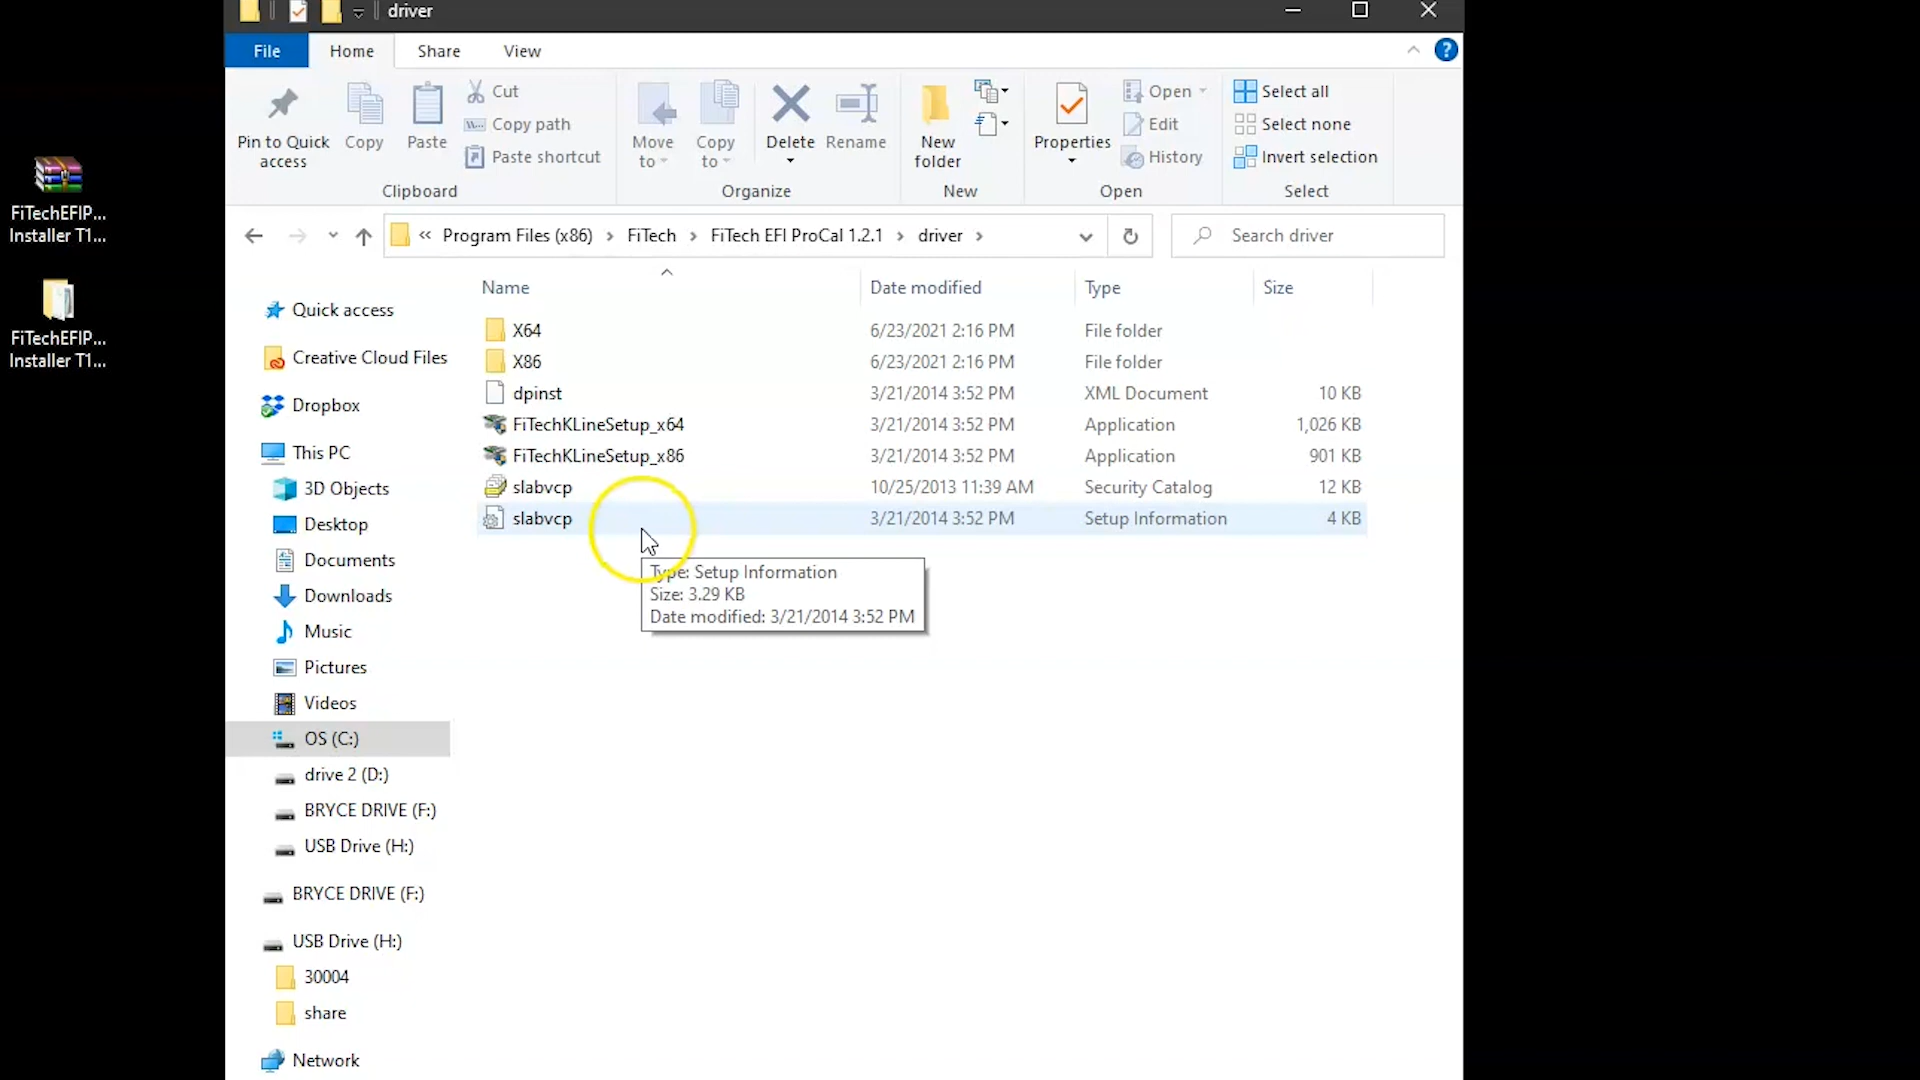 driver
File Home Share View
Pin to Quick access
Copy
Paste
Cut
Copy path
Paste shortcut
Clipboard
Move to
Copy to
Delete
Rename
Organize
New folder
New
Properties
Open
Edit
History
Open
Select all
Select none
Invert selection
Select
« Program Files (x86) › FiTech › FiTech EFI ProCal 1.2.1 › driver ›
Search driver
FiTechEFIP...
Installer T1...
FiTechEFIP...
Installer T1...
Quick access
Creative Cloud Files
Dropbox
This PC
3D Objects
Desktop
Documents
Downloads
Music
Pictures
Videos
OS (C:)
drive 2 (D:)
BRYCE DRIVE (F:)
USB Drive (H:)
BRYCE DRIVE (F:)
USB Drive (H:)
30004
share
Network
Name Date modified Type Size
X64 6/23/2021 2:16 PM File folder
X86 6/23/2021 2:16 PM File folder
dpinst 3/21/2014 3:52 PM XML Document 10 KB
FiTechKLineSetup_x64 3/21/2014 3:52 PM Application 1,026 KB
FiTechKLineSetup_x86 3/21/2014 3:52 PM Application 901 KB
slabvcp 10/25/2013 11:39 AM Security Catalog 12 KB
slabvcp 3/21/2014 3:52 PM Setup Information 4 KB
Type: Setup Information
Size: 3.29 KB
Date modified: 3/21/2014 3:52 PM